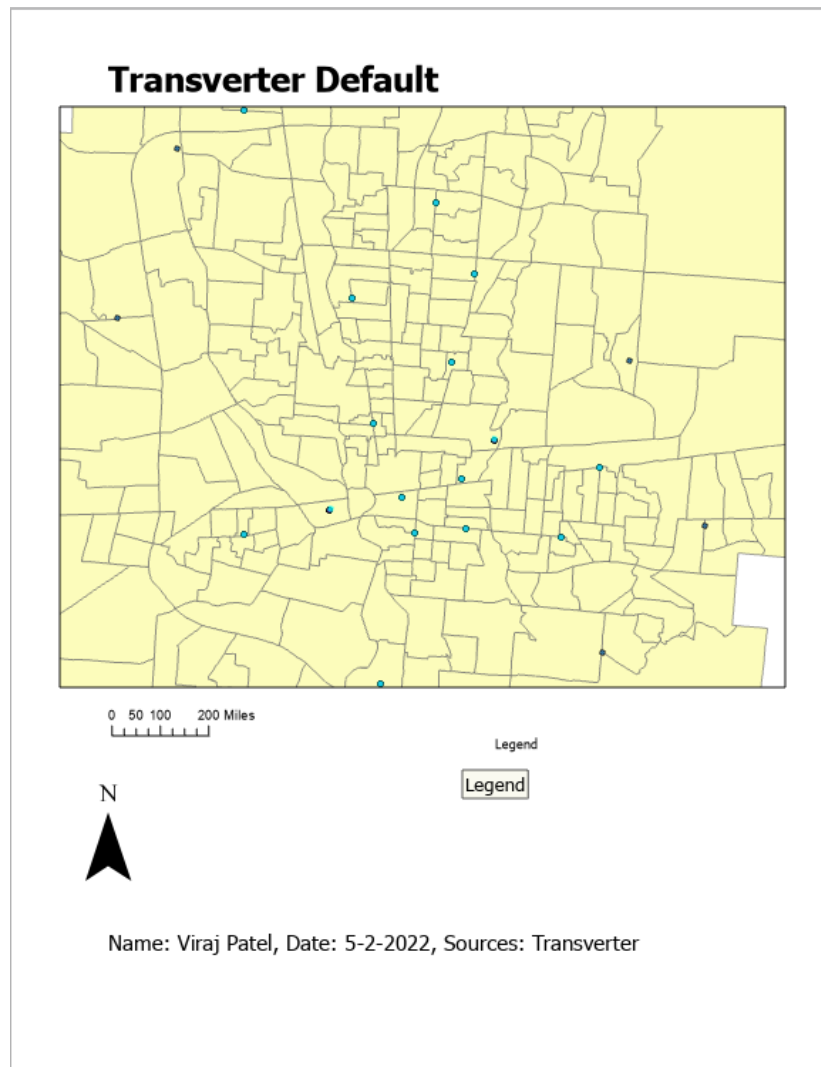 Transverter Default
0 50 100 200 Miles
Legend
Legend
N
Name: Viraj Patel, Date: 5-2-2022, Sources: Transverter